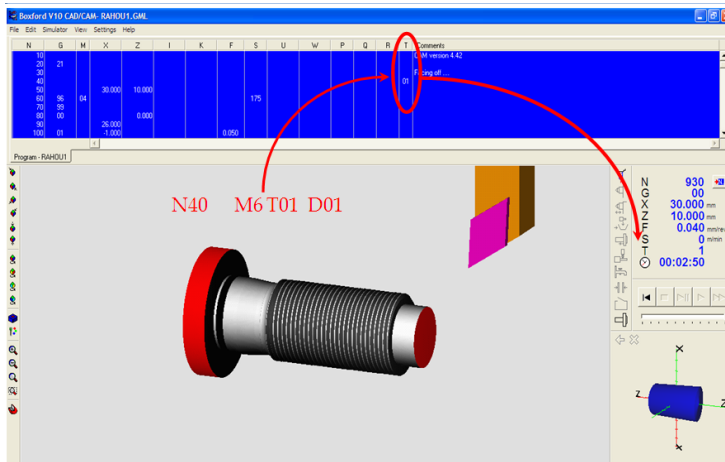 Boxford V10 CAD/CAM- RAHOU1.GML
File Edit Simulator View Settings Help
N G M X Z I K F S U W P Q R T Comments
10 CAM version 4.42
20 21
30 Facing off ...
40 01
50 30.000 10.000
60 96 04 175
70 99
80 00 0.000
90 26.000
100 01 -1.000 0.050
Program - RAHOU1
N40 M6 T01 D01
N 930
G 00
X 30.000 mm
Z 10.000 mm
F 0.040 mm/rev
S 0 m/min
T 1
00:02:50
X
Z Z
X